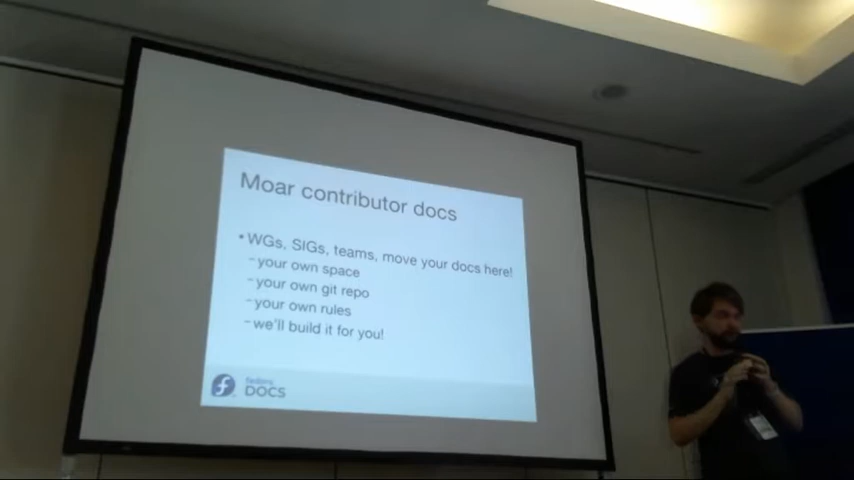 Moar contributor docs
•WGs, SIGs, teams, move your docs here!
-your own space
-your own git repo
-your own rules
-we'll build it for you!
fedora
DOCS